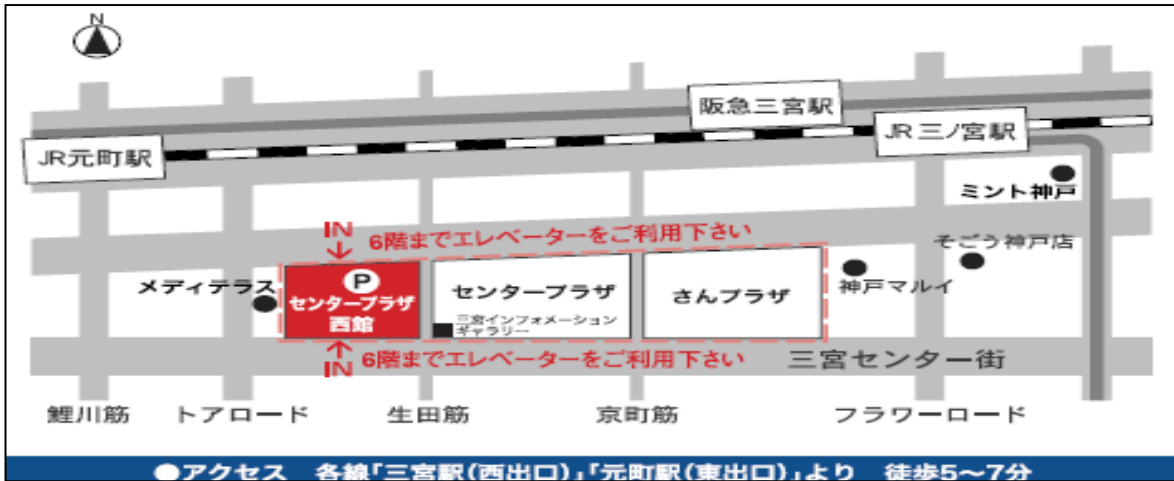 N
阪急三宮駅
JR三ノ宮駅
JR元町駅
ミント神戸
IN
6階までエレベーターをご利用下さい
そごう神戸店
メディテラス
P
センタープラザ
西館
センタープラザ
三宮インフォメーション
ギャラリー
さんプラザ
神戸マルイ
IN
6階までエレベーターをご利用下さい
三宮センター街
鯉川筋
トアロード
生田筋
京町筋
フラワーロード
●アクセス 各線「三宮駅(西出口)」「元町駅(東出口)」より 徒歩5〜7分